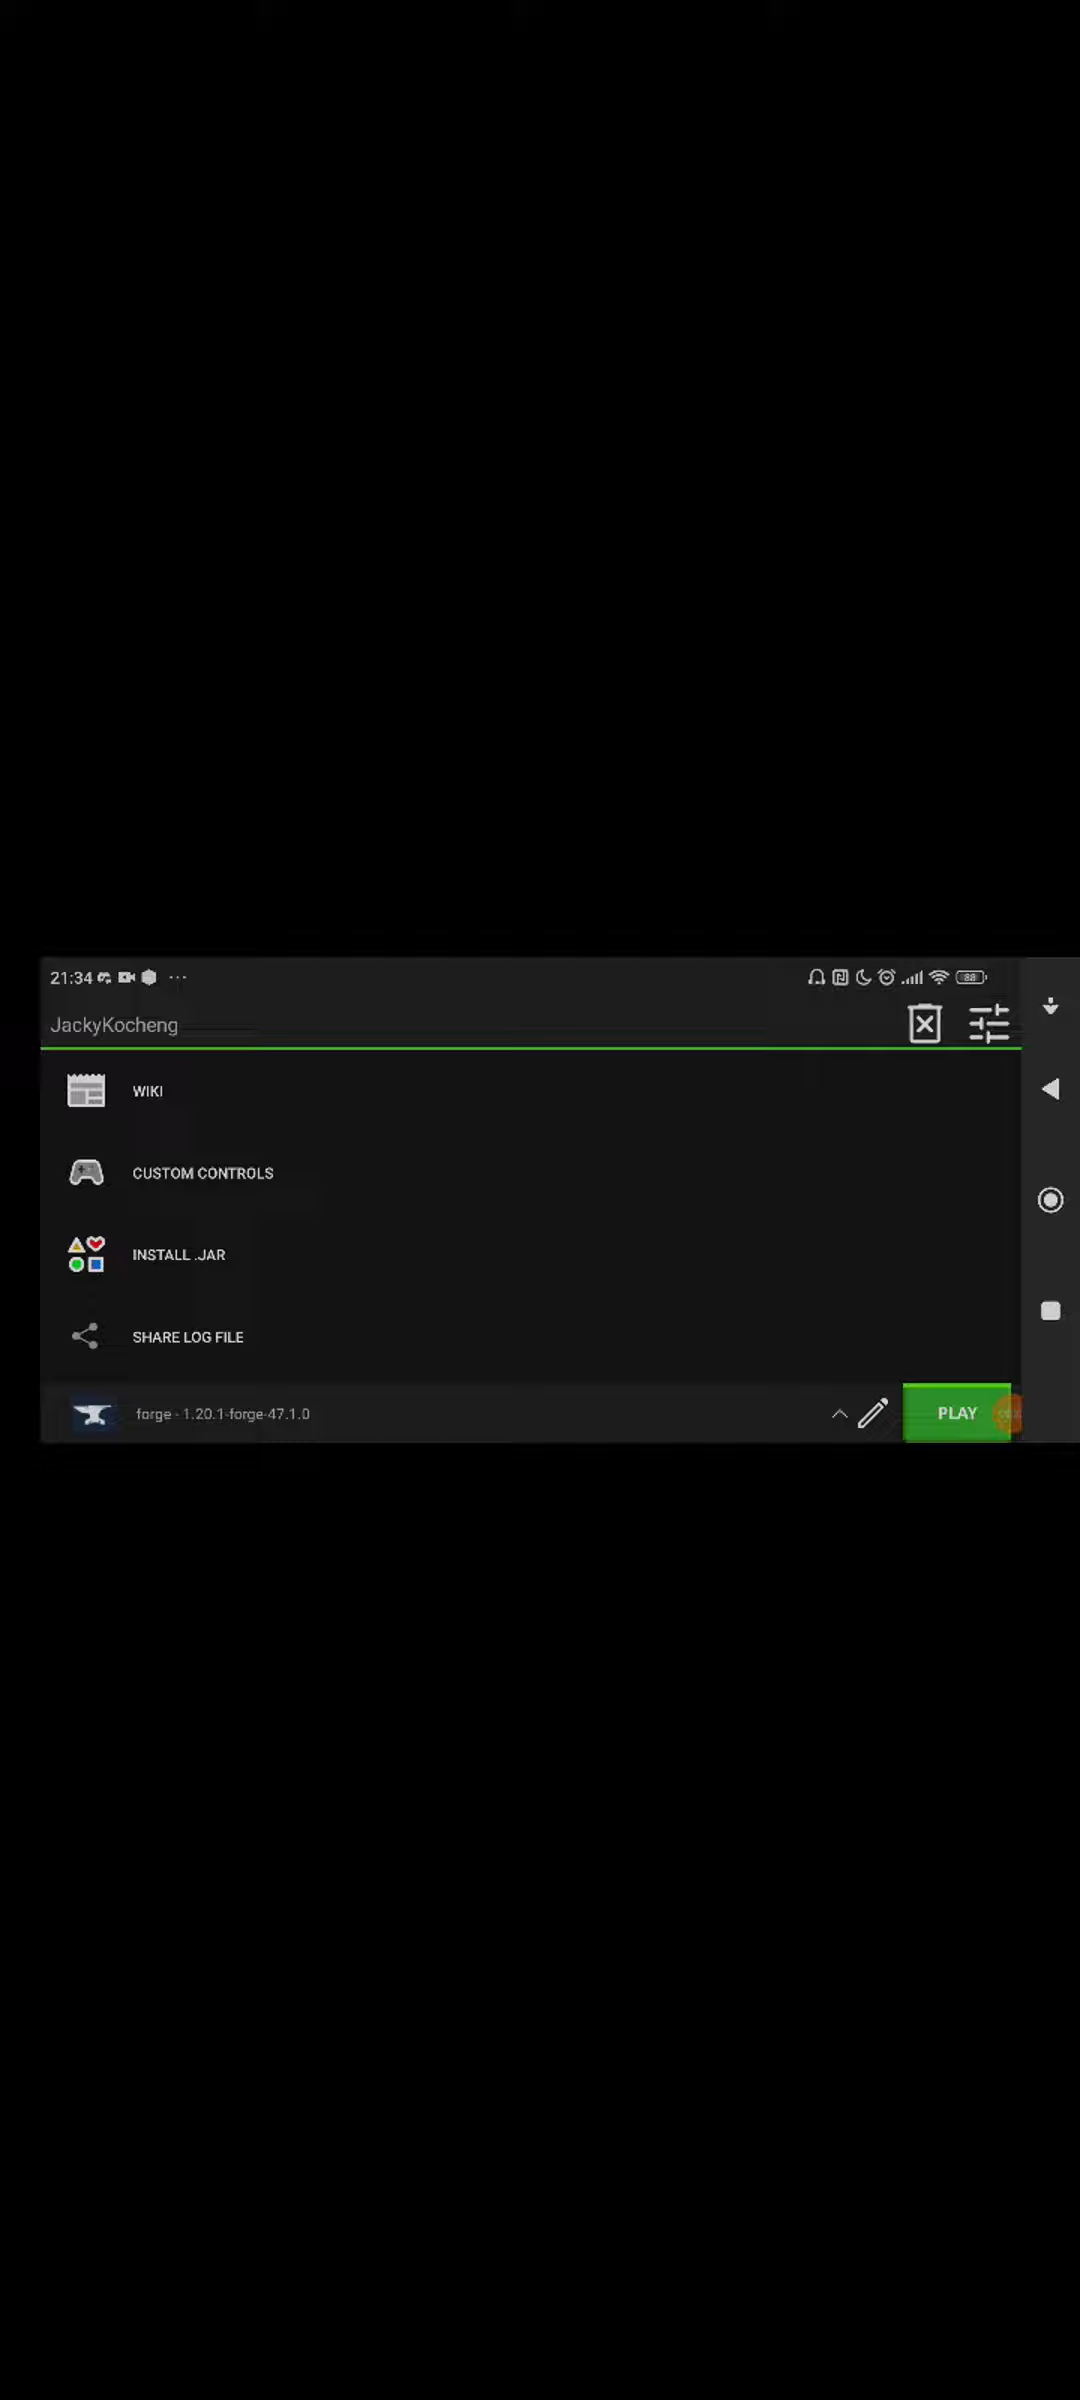 21:34
88
JackyKocheng
WIKI
CUSTOM CONTROLS
INSTALL .JAR
SHARE LOG FILE
forge - 1.20.1-forge-47.1.0
PLAY